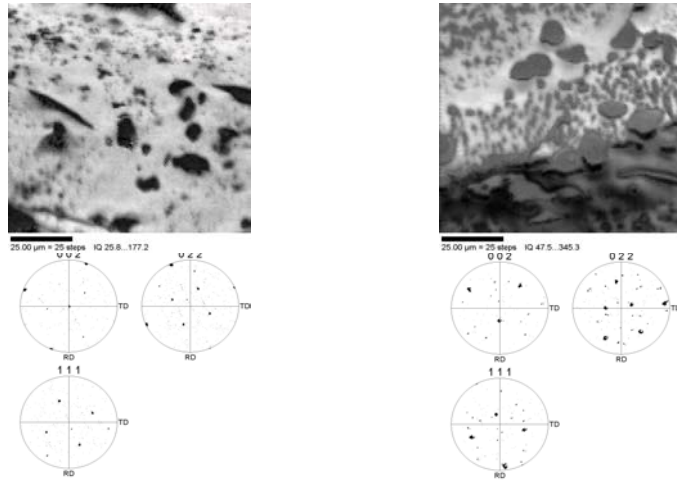 25.00 µm = 25 steps IQ 25.8...177.2
0 0 2
0 2 2
TD
TD
RD
RD
1 1 1
TD
RD
25.00 µm = 25 steps IQ 47.5...345.3
0 0 2
0 2 2
TD
RD
RD
1 1 1
TD
RD